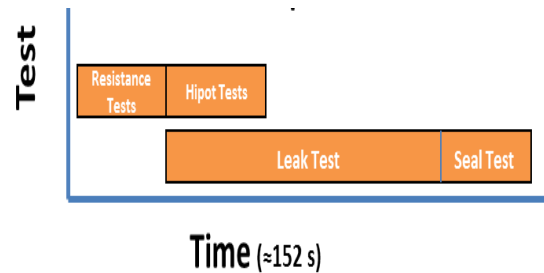 Test
Resistance
Tests
Hipot Tests
Leak Test
Seal Test
Time (≈152 s)